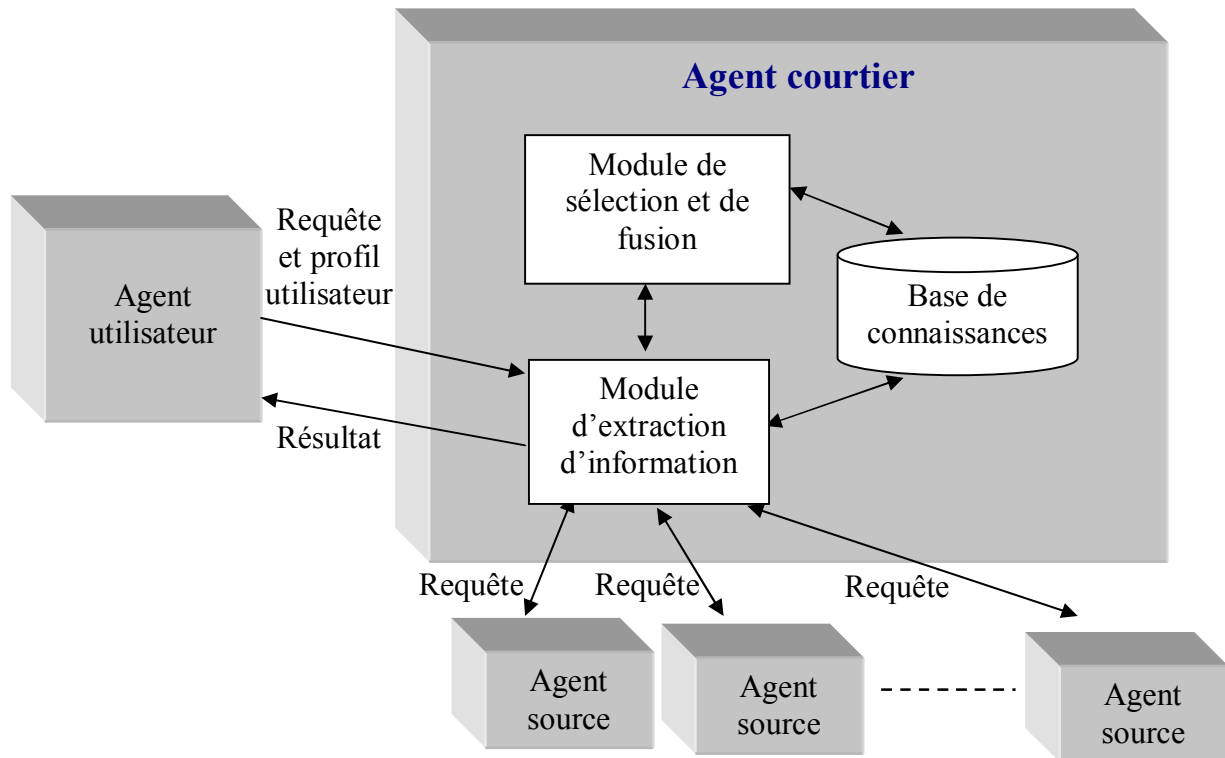 Agent courtier
Module de
sélection et de
fusion
Requête
et profil
utilisateur
Agent
utilisateur
Base de
connaissances
Module
d’extraction
d’information
Résultat
Requête
Requête
Requête
Agent
source
Agent
source
Agent
source